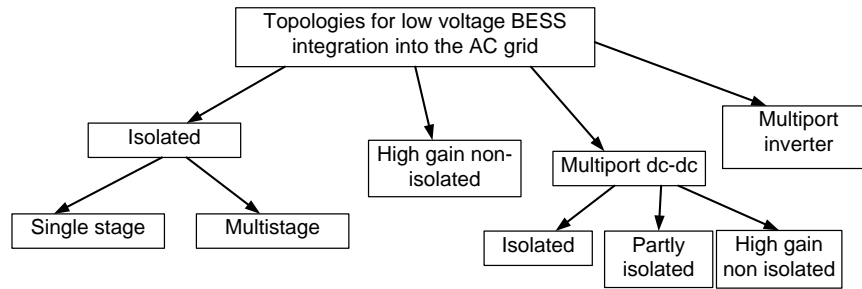 Topologies for low voltage BESS
integration into the AC grid
Isolated
High gain non-
isolated
Multiport dc-dc
Multiport
inverter
Single stage
Multistage
Isolated
Partly
isolated
High gain
non isolated